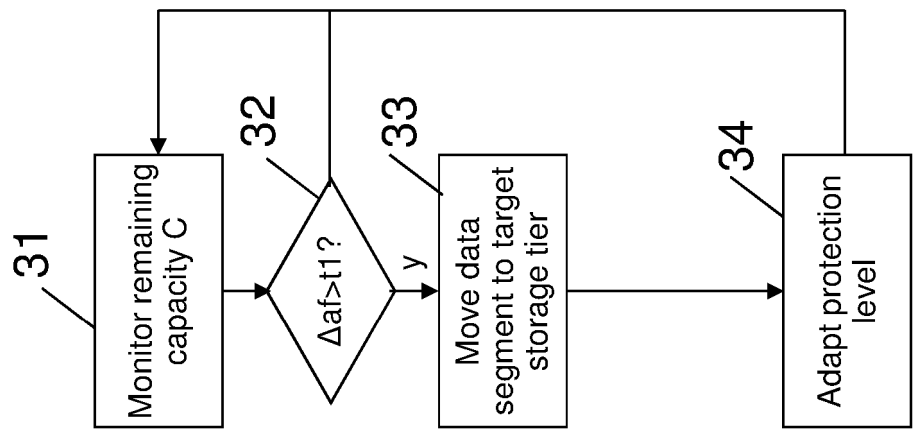 31
Monitor remaining
capacity C
32
Δaf>t1?
y
33
Move data
segment to target
storage tier
34
Adapt protection
level